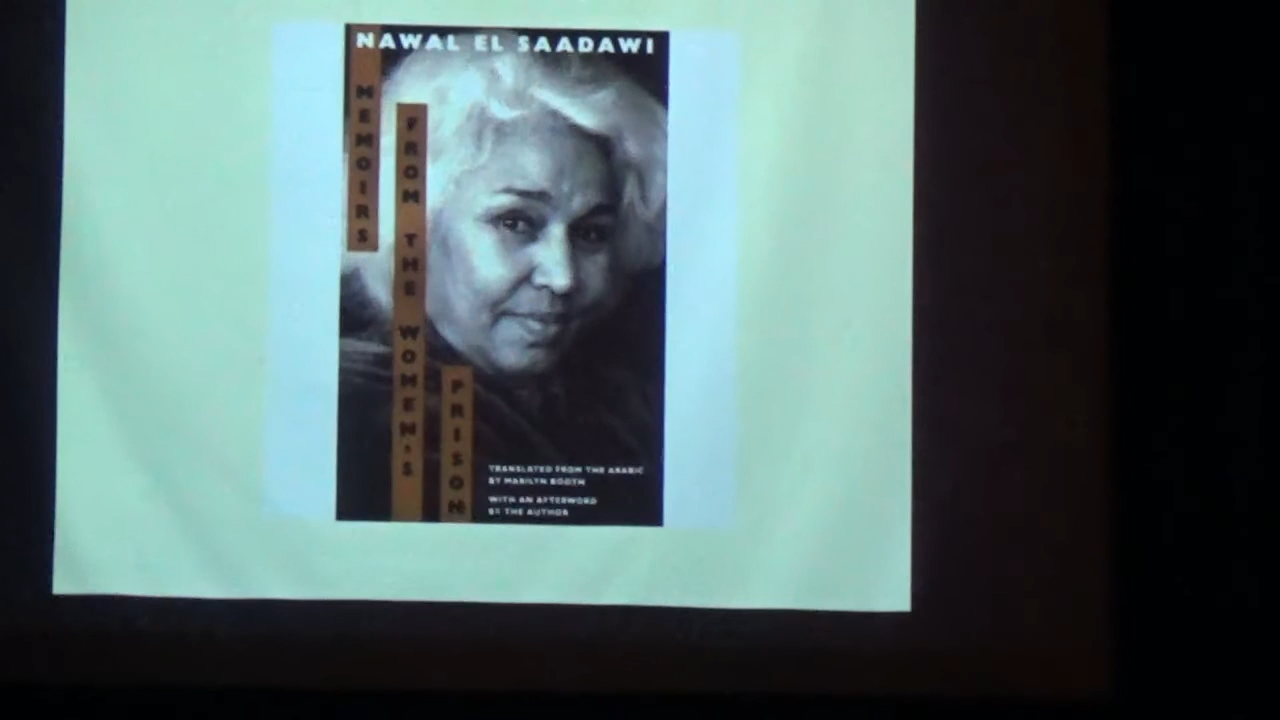 NAWAL EL SAADAWI
MEMOIRS
FROM THE WOMEN'S
PRISON
TRANSLATED FROM THE ARABIC
BY MARILYN BOOTH
WITH AN AFTERWORD
BY THE AUTHOR